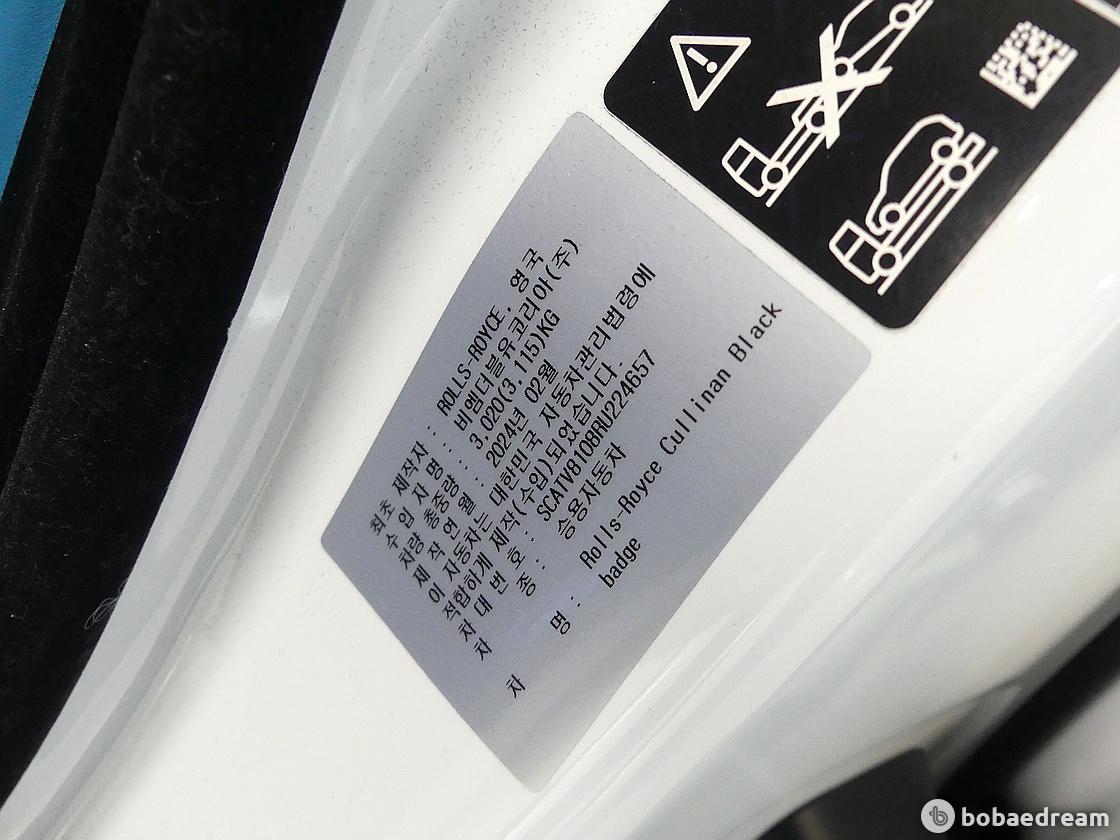 최초 제작자 : ROLLS-ROYCE, 영국
수 입 자 명 : 비엠더블유코리아(주)
차량 총중량 : 3,020(3,115)KG
제 작 연 월 : 2024년 02월
이 자동차는 대한민국 자동차관리법령에
적합하게 제작(수입)되었습니다.
차 대 번 호 : SCATV8108RU224657
차 종 : 승용자동차
차 명 : Rolls-Royce Cullinan Black
badge
bobaedream